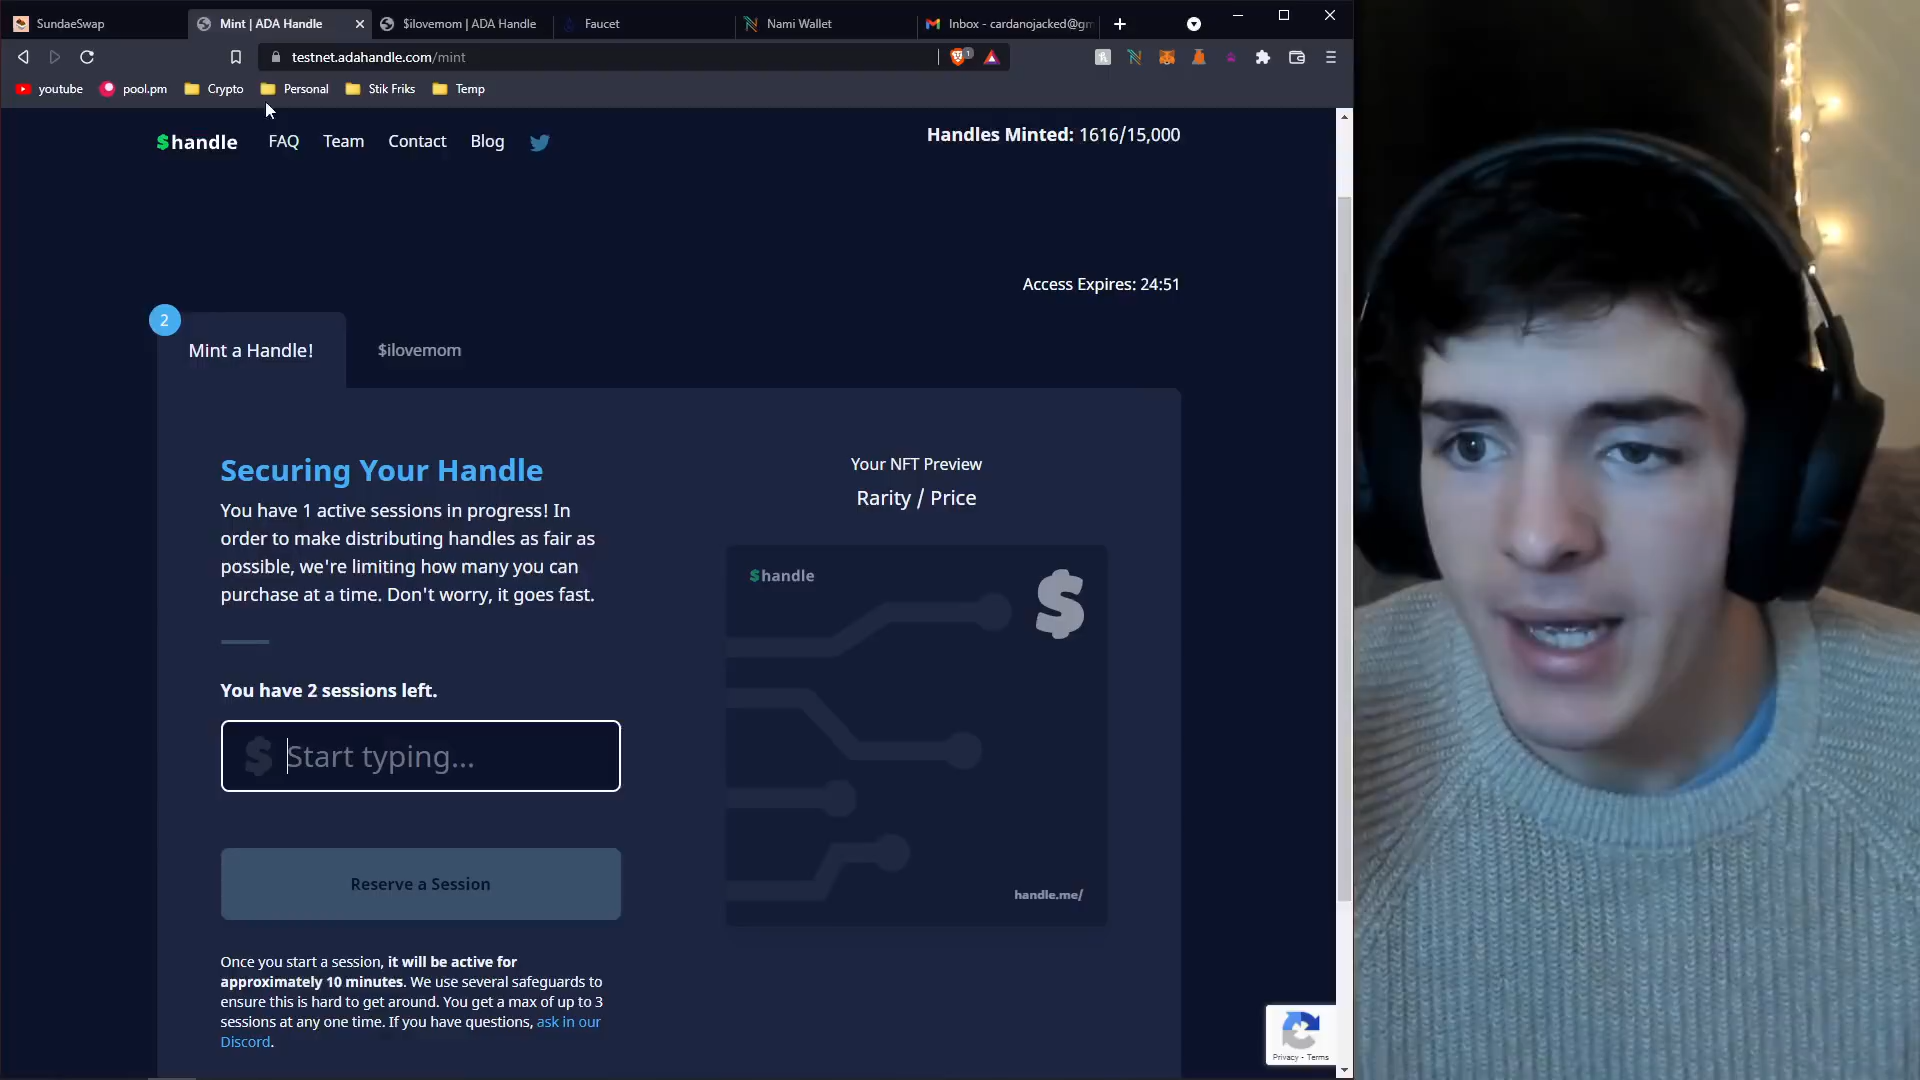 SundaeSwap
Mint | ADA Handle
$ilovemom | ADA Handle
Faucet
Nami Wallet
Inbox - cardanojacked@gm
testnet.adahandle.com/mint
1
youtube
pool.pm
Crypto
Personal
Stik Friks
Temp
$handle
FAQ
Team
Contact
Blog
Handles Minted: 1616/15,000
Access Expires: 24:51
2
Mint a Handle!
$ilovemom
Securing Your Handle
You have 1 active sessions in progress! In
order to make distributing handles as fair as
possible, we're limiting how many you can
purchase at a time. Don't worry, it goes fast.
You have 2 sessions left.
$ Start typing...
Reserve a Session
Once you start a session, it will be active for
approximately 10 minutes. We use several safeguards to
ensure this is hard to get around. You get a max of up to 3
sessions at any one time. If you have questions, ask in our
Discord.
Your NFT Preview
Rarity / Price
$handle
$
handle.me/
Privacy - Terms